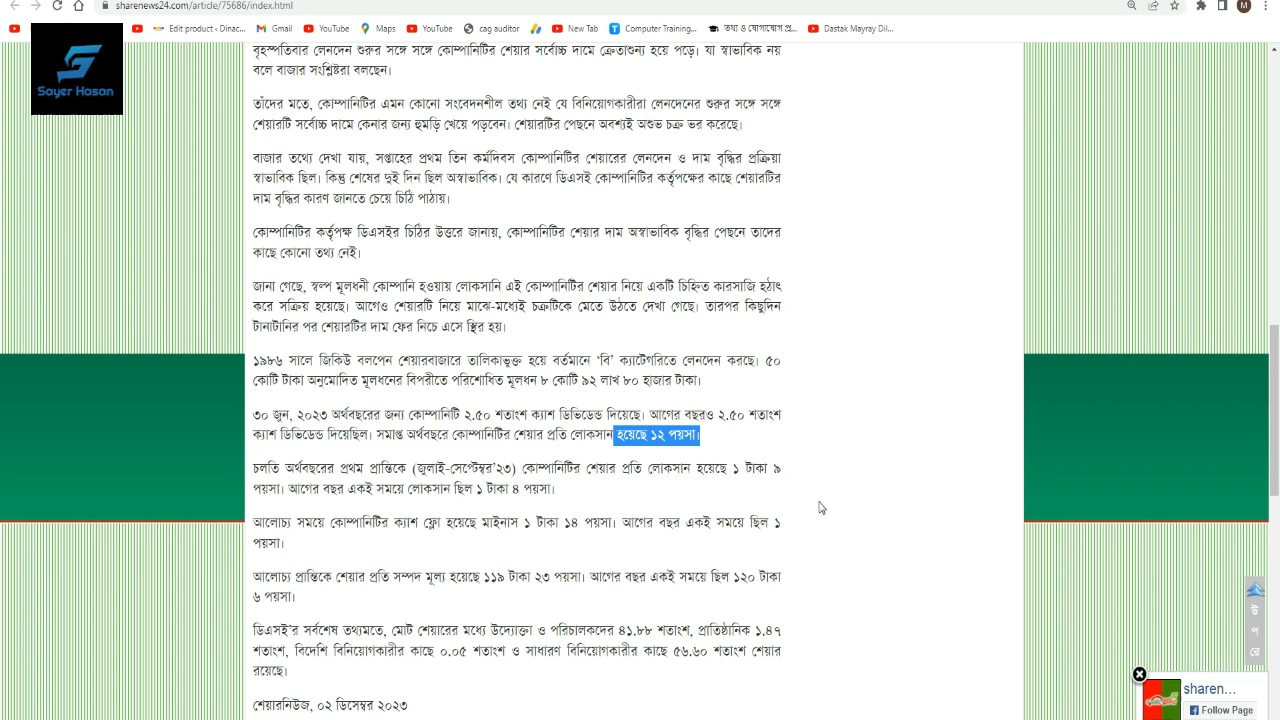 sharenews24.com/article/75686/index.html
M
Edit product ‹ Dinac...
Gmail
YouTube
Maps
YouTube
cag auditor
New Tab
Computer Training...
তথ্য ও যোগাযোগ প্র...
Dastak Mayray Dil...
Sayer Hasan
বৃহস্পতিবার লেনদেন শুরুর সঙ্গে সঙ্গে কোম্পানিটির শেয়ার সর্বোচ্চ দামে ক্রেতাশুন্য হয়ে পড়ে। যা স্বাভাবিক নয়
বলে বাজার সংশ্লিষ্টরা বলছেন।
তাঁদের মতে, কোম্পানিটির এমন কোনো সংবেদনশীল তথ্য নেই যে বিনিয়োগকারীরা লেনদেনের শুরুর সঙ্গে সঙ্গে
শেয়ারটি সর্বোচ্চ দামে কেনার জন্য হুমড়ি খেয়ে পড়বেন। শেয়ারটির পেছনে অবশ্যই অশুভ চক্র ভর করেছে।
বাজার তথ্যে দেখা যায়, সপ্তাহের প্রথম তিন কর্মদিবস কোম্পানিটির শেয়ারের লেনদেন ও দাম বৃদ্ধির প্রক্রিয়া
স্বাভাবিক ছিল। কিন্তু শেষের দুই দিন ছিল অস্বাভাবিক। যে কারণে ডিএসই কোম্পানিটির কর্তৃপক্ষের কাছে শেয়ারটির
দাম বৃদ্ধির কারণ জানতে চেয়ে চিঠি পাঠায়।
কোম্পানিটির কর্তৃপক্ষ ডিএসইর চিঠির উত্তরে জানায়, কোম্পানিটির শেয়ার দাম অস্বাভাবিক বৃদ্ধির পেছনে তাদের
কাছে কোনো তথ্য নেই।
জানা গেছে, স্বল্প মূলধনী কোম্পানি হওয়ায় লোকসানি এই কোম্পানিটির শেয়ার নিয়ে একটি চিহ্নিত কারসাজি হঠাৎ
করে সক্রিয় হয়েছে। আগেও শেয়ারটি নিয়ে মাঝে-মধ্যেই চক্রটিকে মেতে উঠতে দেখা গেছে। তারপর কিছুদিন
টানাটানির পর শেয়ারটির দাম ফের নিচে এসে স্থির হয়।
১৯৮৬ সালে জিকিউ বলপেন শেয়ারবাজারে তালিকাভুক্ত হয়ে বর্তমানে ‘বি’ ক্যাটেগরিতে লেনদেন করছে। ৫০
কোটি টাকা অনুমোদিত মূলধনের বিপরীতে পরিশোধিত মূলধন ৮ কোটি ৯২ লাখ ৮০ হাজার টাকা।
৩০ জুন, ২০২৩ অর্থবছরের জন্য কোম্পানিটি ২.৫০ শতাংশ ক্যাশ ডিভিডেন্ড দিয়েছে। আগের বছরও ২.৫০ শতাংশ
ক্যাশ ডিভিডেন্ড দিয়েছিল। সমাপ্ত অর্থবছরে কোম্পানিটির শেয়ার প্রতি লোকসান হয়েছে ১২ পয়সা।
চলতি অর্থবছরের প্রথম প্রান্তিকে (জুলাই-সেপ্টেম্বর’২৩) কোম্পানিটির শেয়ার প্রতি লোকসান হয়েছে ১ টাকা ৯
পয়সা। আগের বছর একই সময়ে লোকসান ছিল ১ টাকা ৪ পয়সা।
আলোচ্য সময়ে কোম্পানিটির ক্যাশ ফ্লো হয়েছে মাইনাস ১ টাকা ১৪ পয়সা। আগের বছর একই সময়ে ছিল ১
পয়সা।
আলোচ্য প্রান্তিকে শেয়ার প্রতি সম্পদ মূল্য হয়েছে ১১৯ টাকা ২৩ পয়সা। আগের বছর একই সময়ে ছিল ১২০ টাকা
৬ পয়সা।
ডিএসই’র সর্বশেষ তথ্যমতে, মোট শেয়ারের মধ্যে উদ্যোক্তা ও পরিচালকদের ৪১.৮৮ শতাংশ, প্রাতিষ্ঠানিক ১.৪৭
শতাংশ, বিদেশি বিনিয়োগকারীর কাছে ০.০৫ শতাংশ ও সাধারণ বিনিয়োগকারীর কাছে ৫৬.৬০ শতাংশ শেয়ার
রয়েছে।
শেয়ারনিউজ, ০২ ডিসেম্বর ২০২৩
উ
প
রে
sharen...
Follow Page